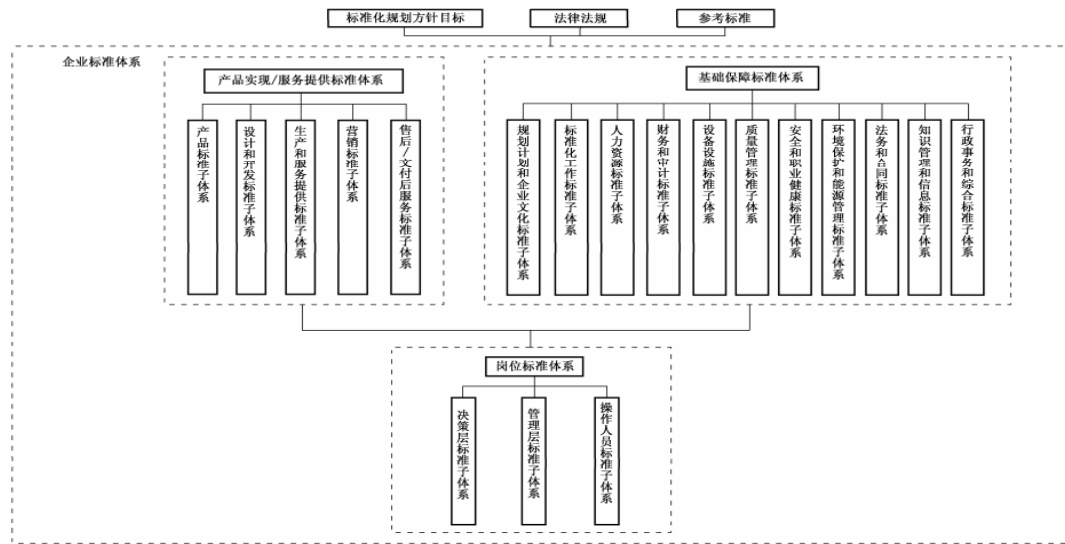 标准化规划方针目标
法律法规
参考标准
企业标准体系
产品实现/服务提供标准体系
基础保障标准体系
产品标准子体系
设计和开发标准子体系
生产和服务提供标准子体系
营销标准子体系
售后/交付后服务标准子体系
规划计划和企业文化标准子体系
标准化工作标准子体系
人力资源标准子体系
财务和审计标准子体系
设备设施标准子体系
质量管理标准子体系
安全和职业健康标准子体系
环境保护和能源管理标准子体系
法务和合同标准子体系
知识管理和信息标准子体系
行政事务和综合标准子体系
岗位标准体系
决策层标准子体系
管理层标准子体系
操作人员标准子体系